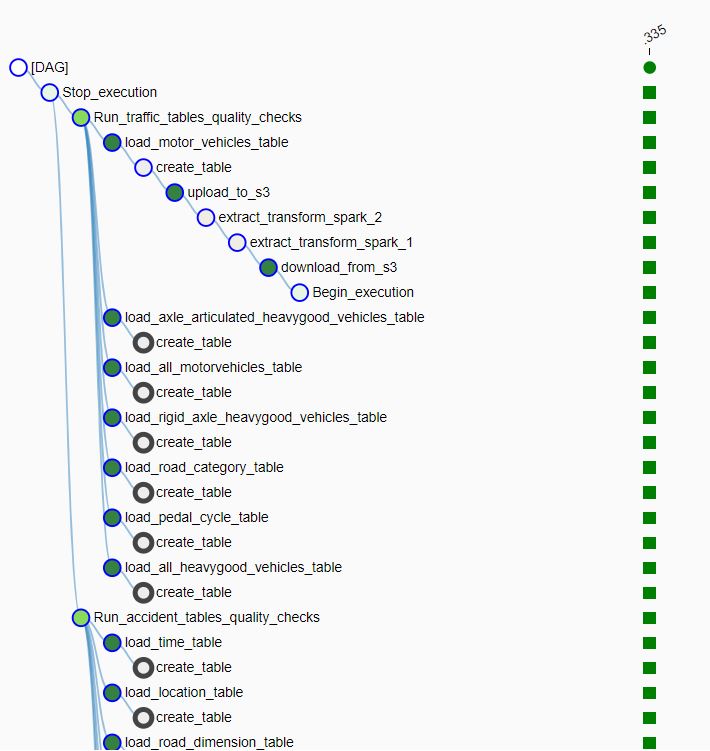 .335
[DAG]
Stop_execution
Run_traffic_tables_quality_checks
load_motor_vehicles_table
create_table
upload_to_s3
extract_transform_spark_2
extract_transform_spark_1
download_from_s3
Begin_execution
load_axle_articulated_heavygood_vehicles_table
create_table
load_all_motorvehicles_table
create_table
load_rigid_axle_heavygood_vehicles_table
create_table
load_road_category_table
create_table
load_pedal_cycle_table
create_table
load_all_heavygood_vehicles_table
create_table
Run_accident_tables_quality_checks
load_time_table
create_table
load_location_table
create_table
load_road_dimension_table